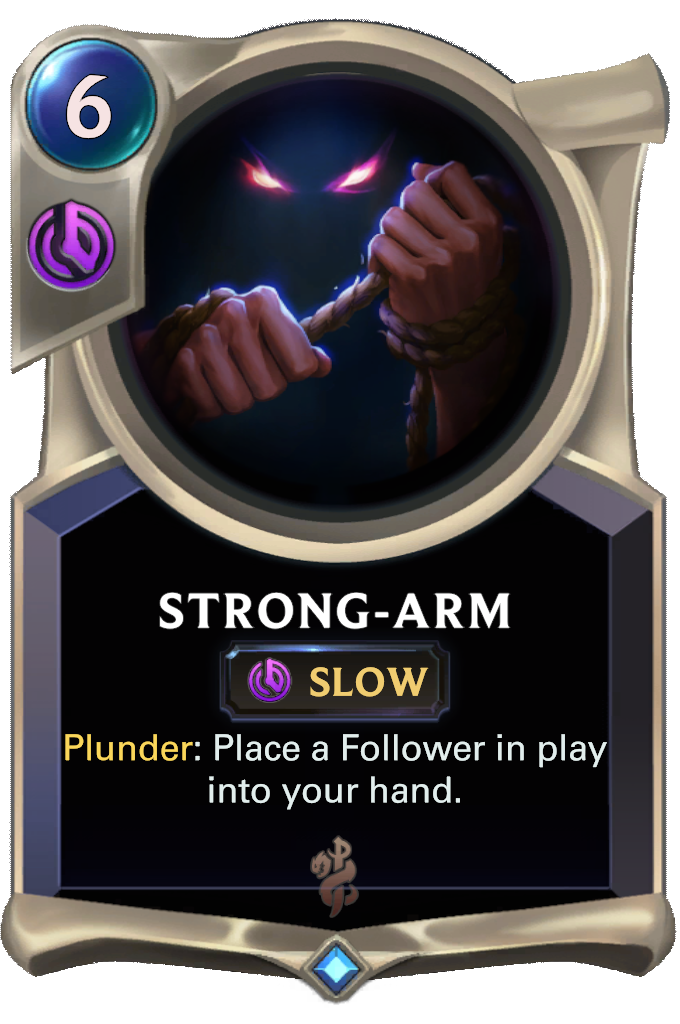 6
STRONG-ARM
SLOW
Plunder: Place a Follower in play
into your hand.